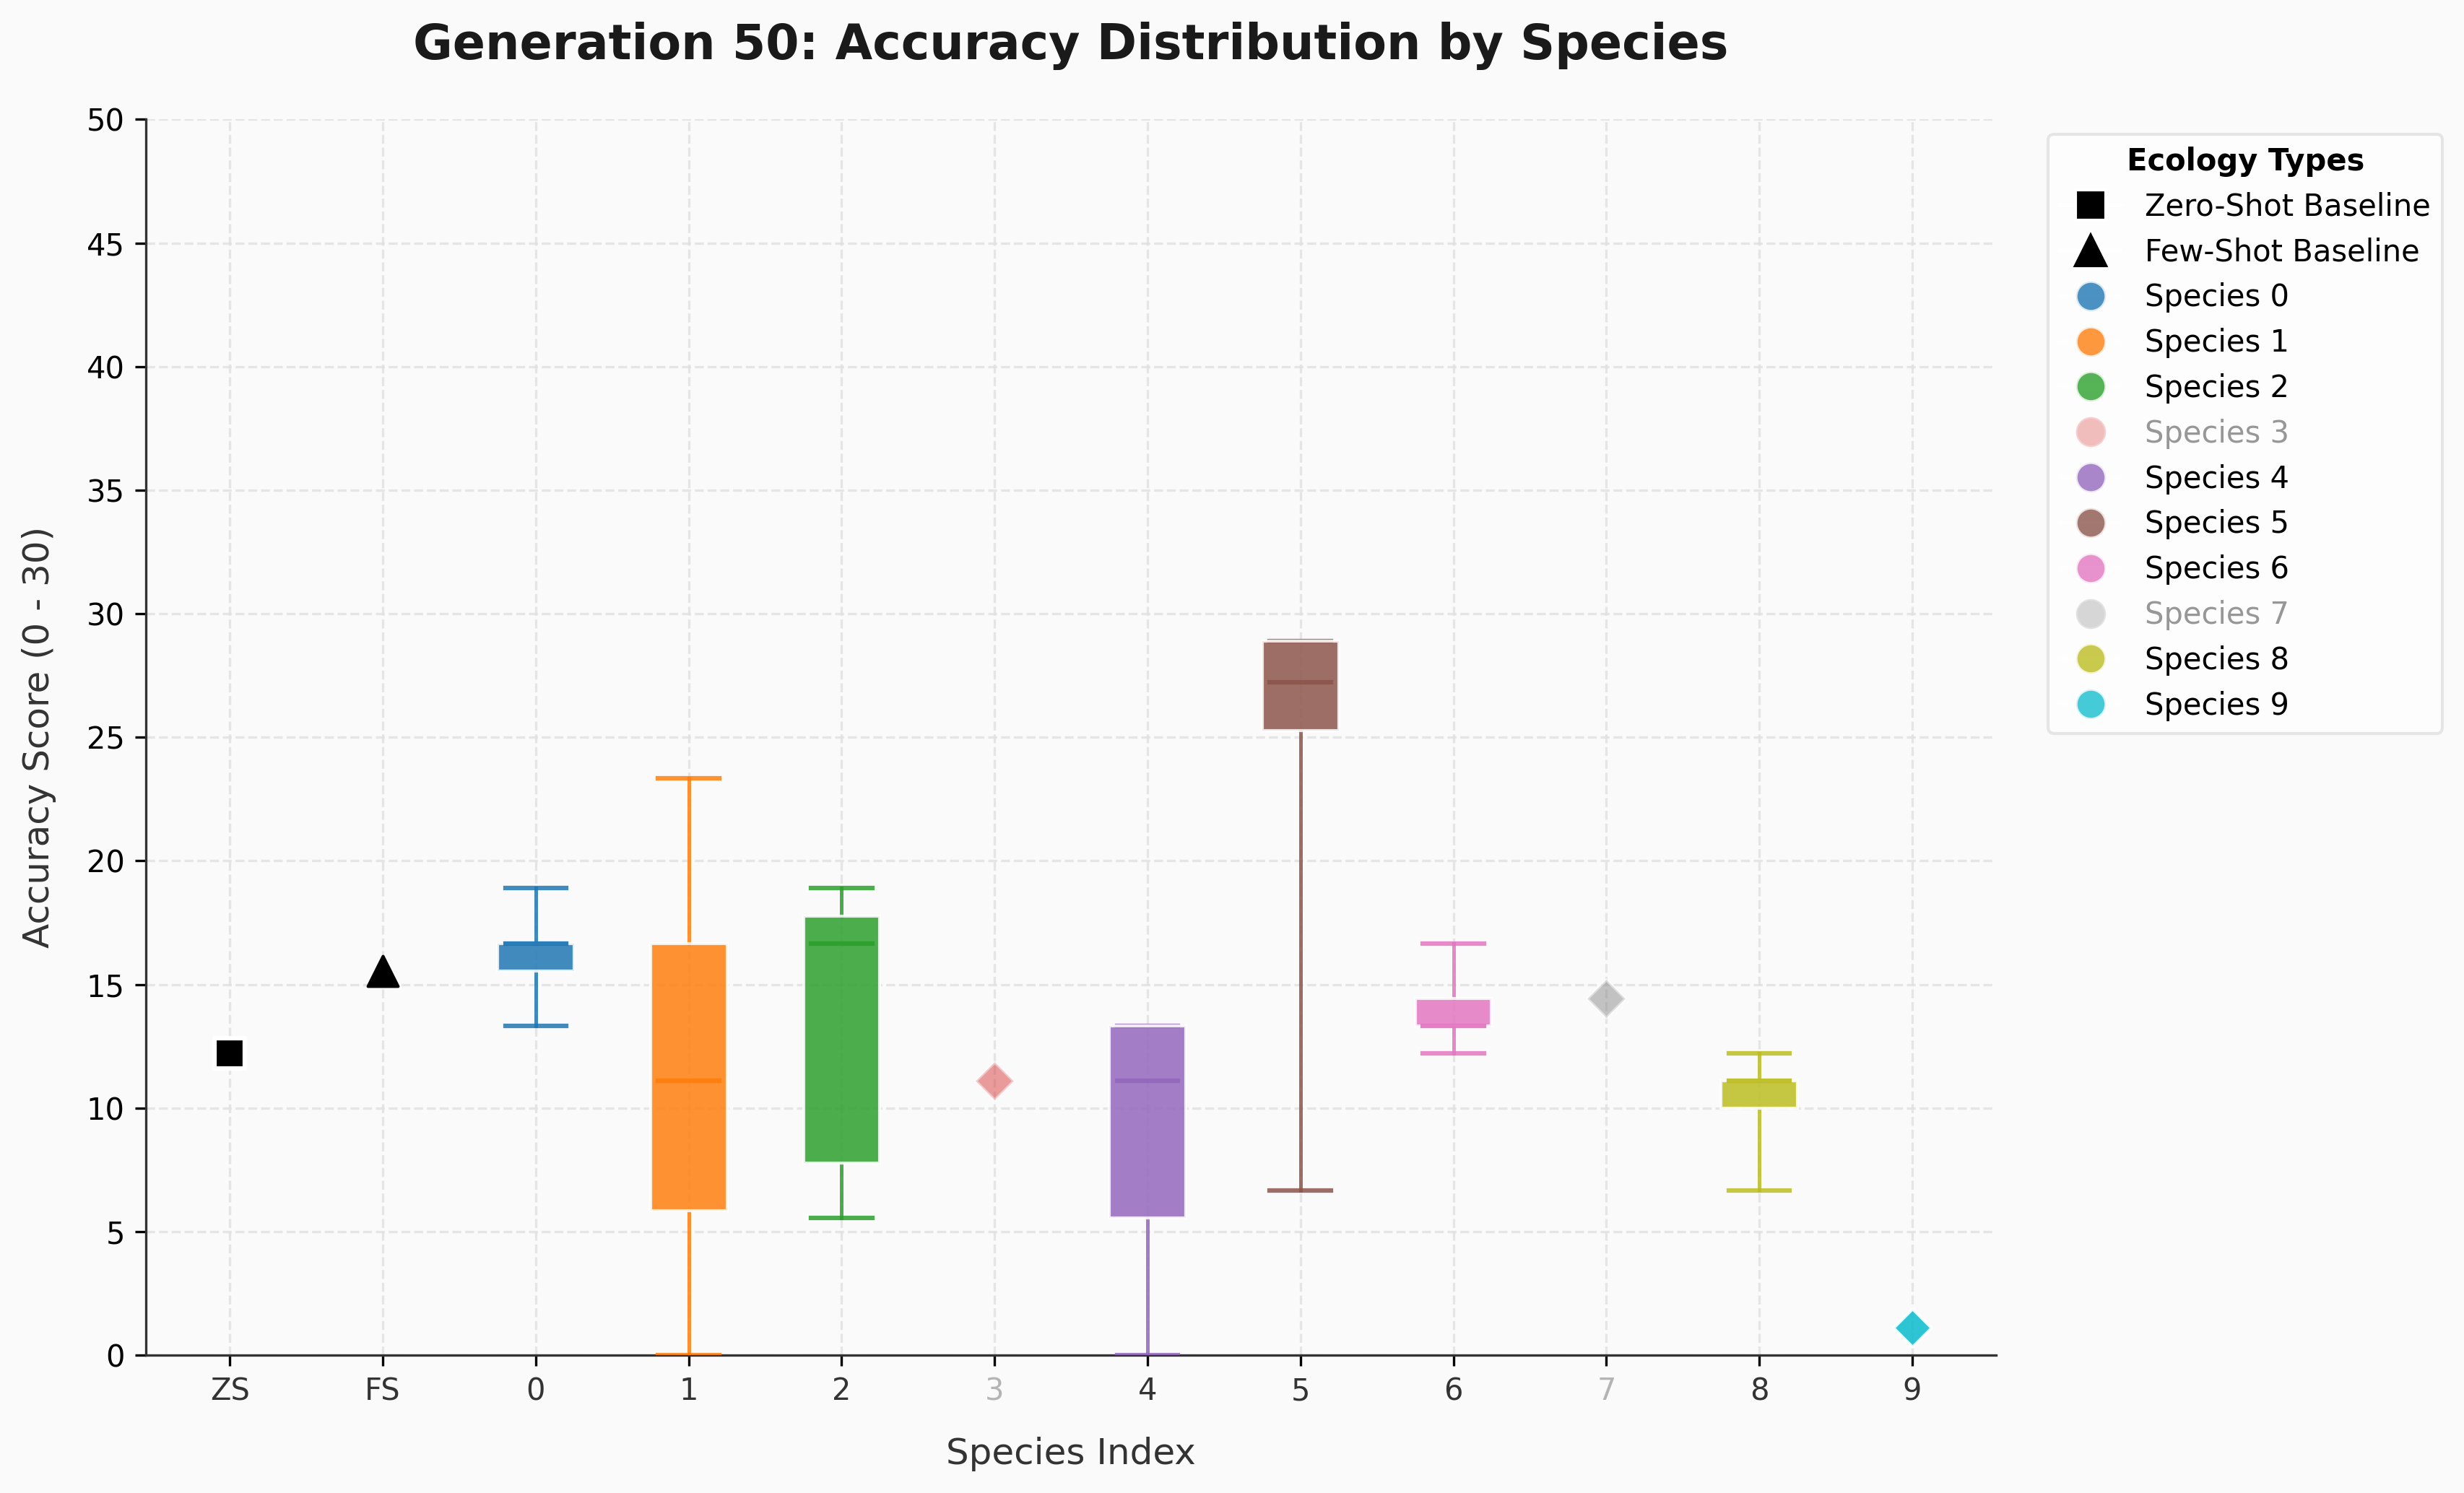 Generation 50: Accuracy Distribution by Species
Accuracy Score (0 - 30)
50
45
40
35
30
25
20
15
10
5
0
ZS FS 0 1 2 3 4 5 6 7 8 9
Species Index
Ecology Types
Zero-Shot Baseline
Few-Shot Baseline
Species 0
Species 1
Species 2
Species 3
Species 4
Species 5
Species 6
Species 7
Species 8
Species 9